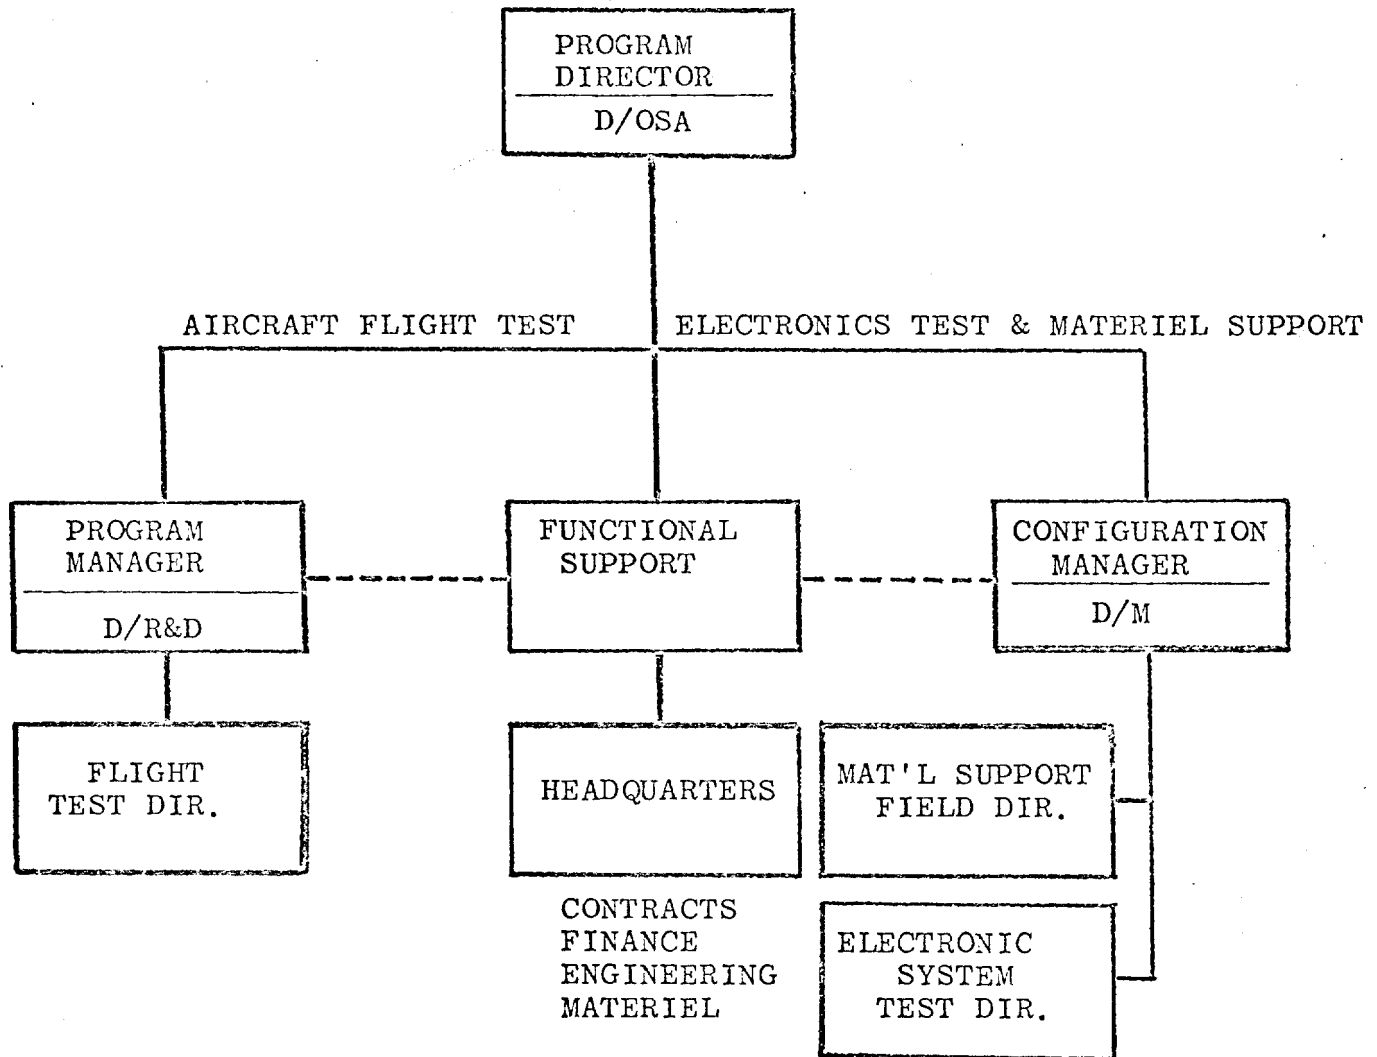 PROGRAM
DIRECTOR
D/OSA
AIRCRAFT FLIGHT TEST
ELECTRONICS TEST & MATERIEL SUPPORT
PROGRAM
MANAGER
D/R&D
FUNCTIONAL
SUPPORT
CONFIGURATION
MANAGER
D/M
FLIGHT
TEST DIR.
HEADQUARTERS
MAT'L SUPPORT
FIELD DIR.
CONTRACTS
FINANCE
ENGINEERING
MATERIEL
ELECTRONIC
SYSTEM
TEST DIR.